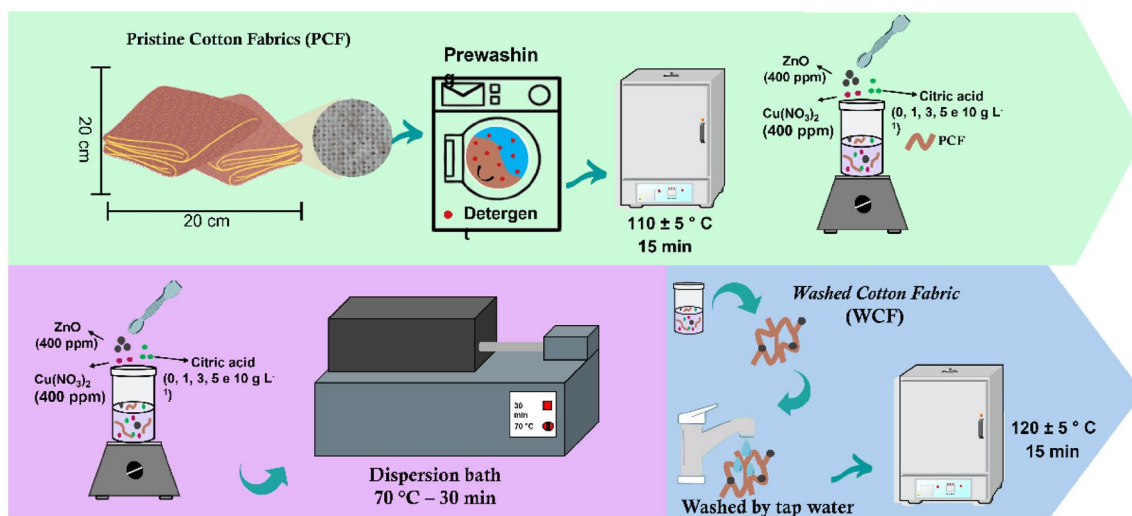 Pristine Cotton Fabrics (PCF)
20 cm
20 cm
Prewashin
g
Detergen
t
110 ± 5 ° C
15 min
ZnO
(400 ppm)
Cu(NO₃)₂
(400 ppm)
Citric acid
(0, 1, 3, 5 e 10 g L-
1)
PCF
ZnO
(400 ppm)
Cu(NO₃)₂
(400 ppm)
Citric acid
(0, 1, 3, 5 e 10 g L-
1)
30
min
70 °C
Dispersion bath
70 °C – 30 min
Washed Cotton Fabric
(WCF)
Washed by tap water
120 ± 5 ° C
15 min